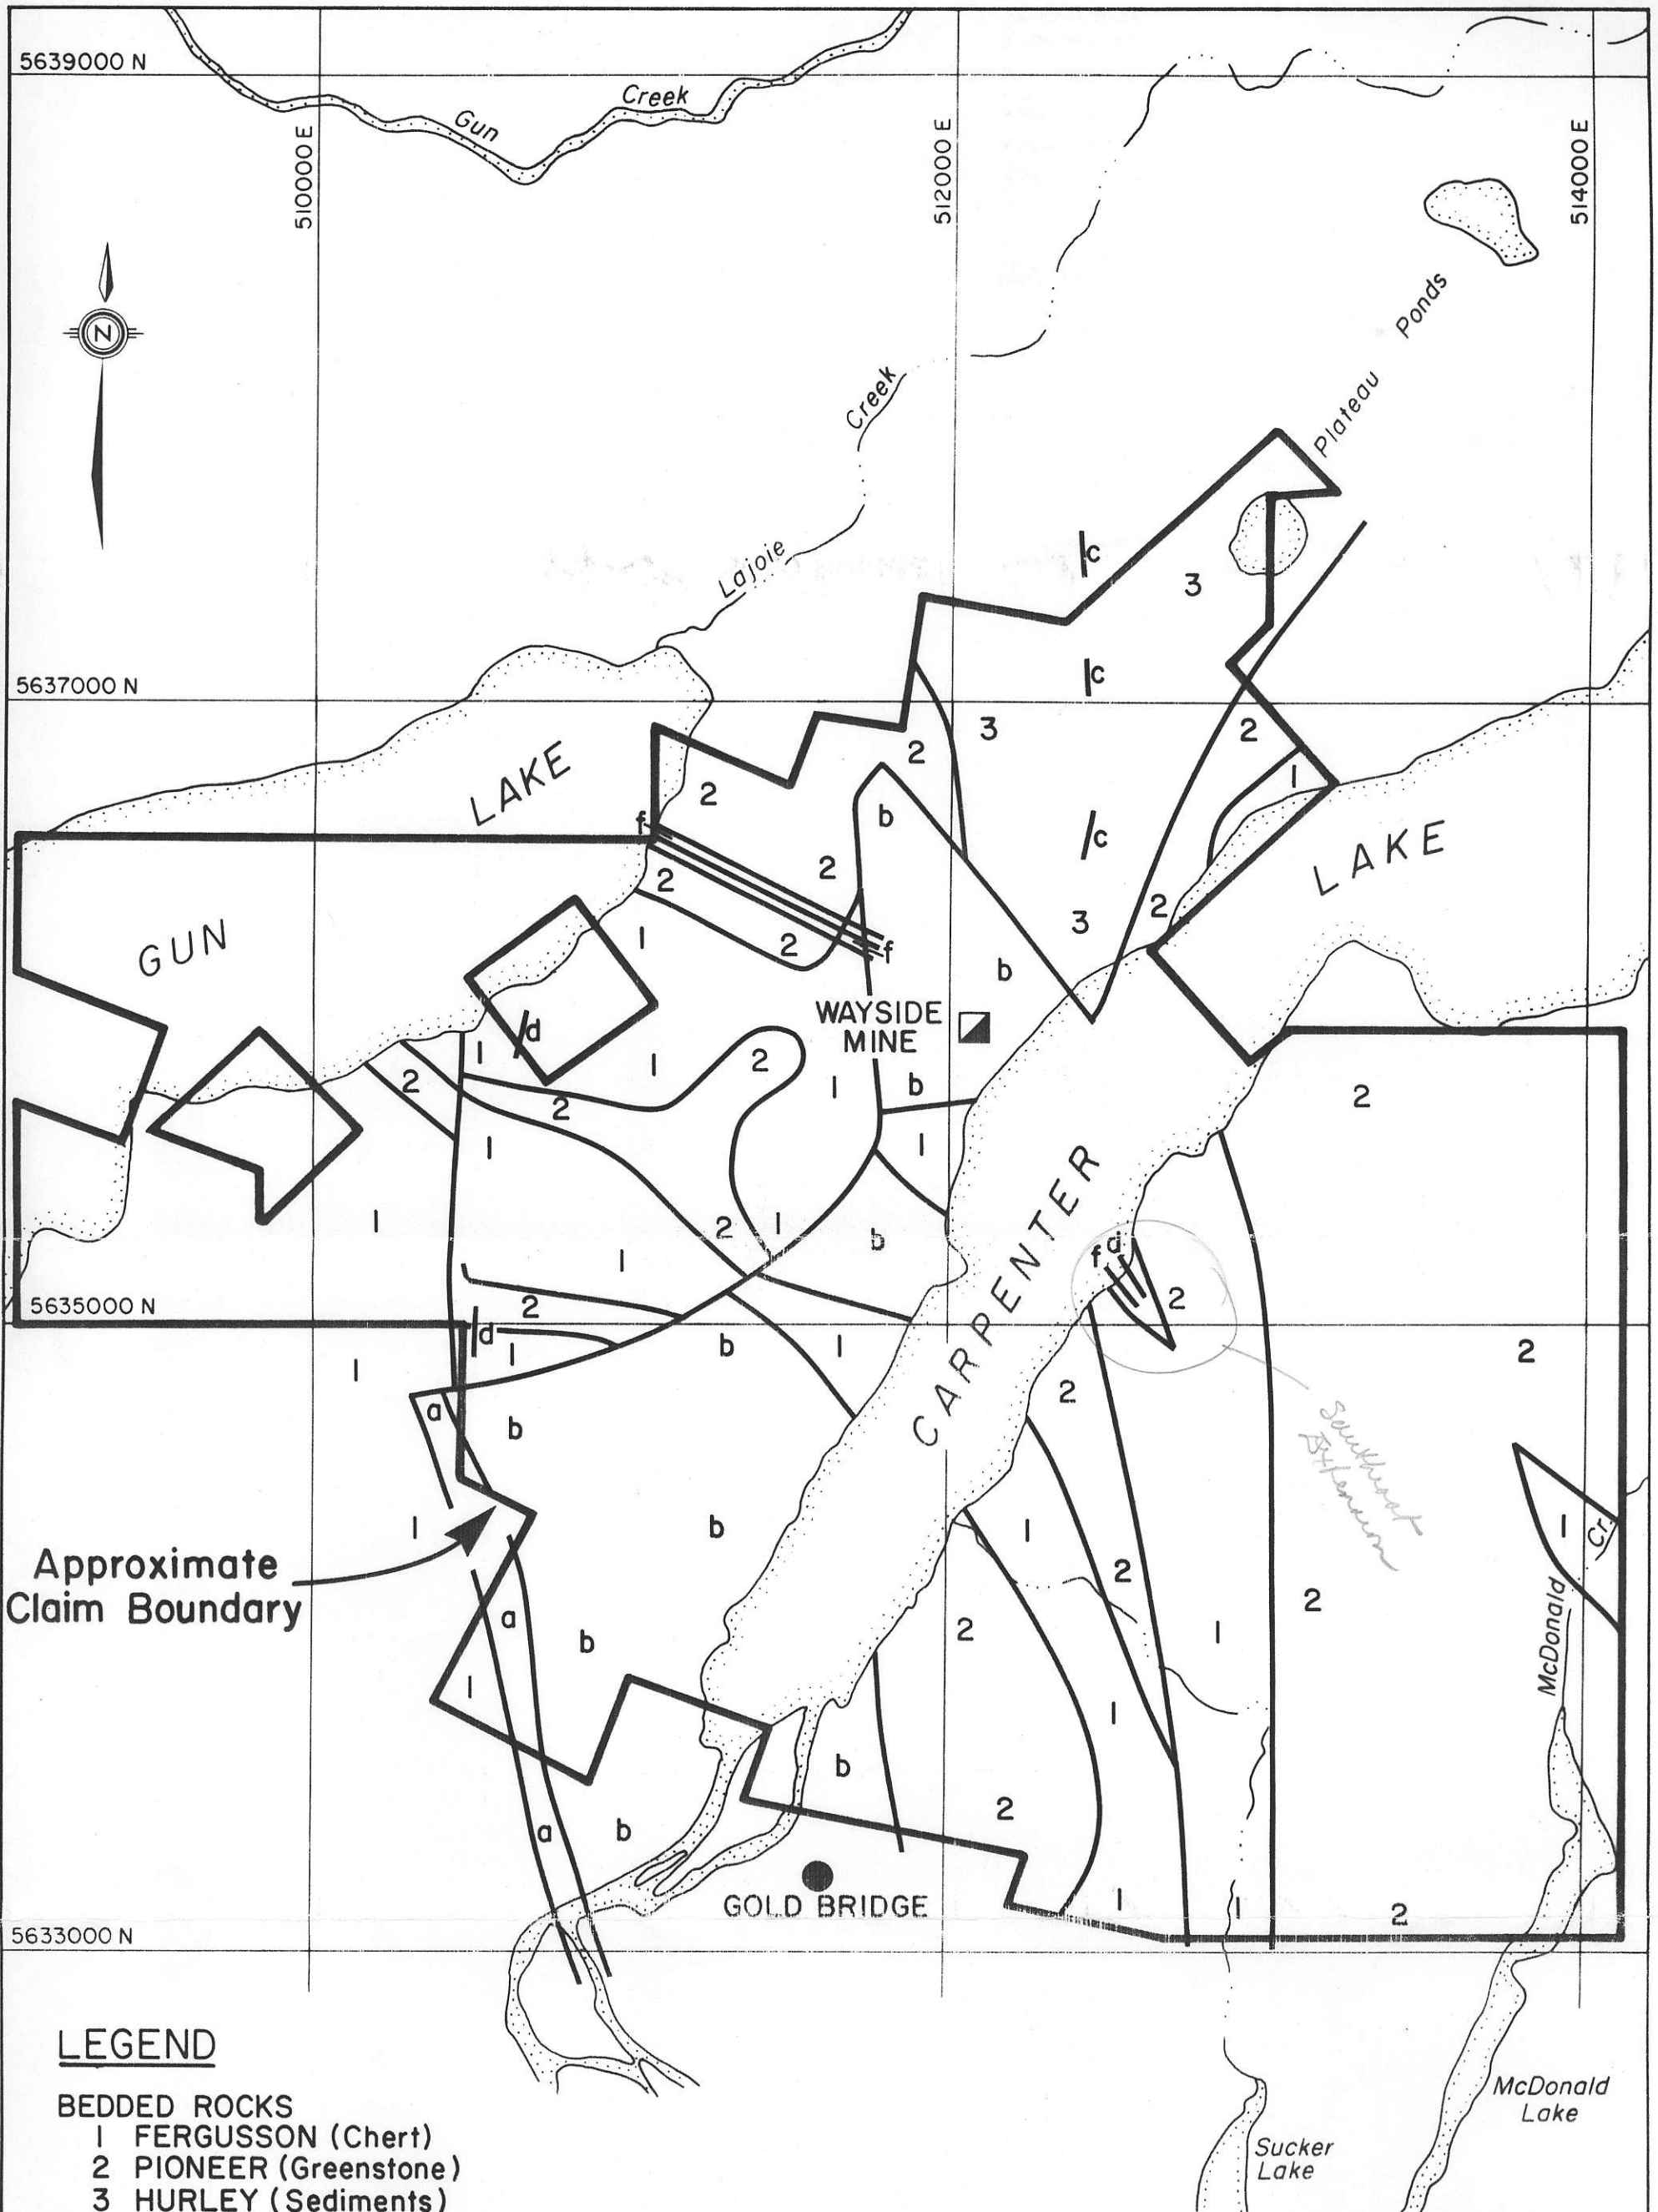 5639000 N
Gun
Creek
510000 E
512000 E
514000 E
N
Ponds
Plateau
Creek
Lajoie
c
3
5637000 N
c
3
2
2
1
LAKE
2
2
b
f
c
LAKE
2
2
2
3
GUN
1
2
f
b
WAYSIDE
MINE
d
1
1
2
2
1
b
2
2
1
1
CARPENTER
1
2
1
b
f
d
1
2
5635000 N
2
d
1
b
1
2
1
2
a
b
1
b
1
1
Cr.
Approximate
Claim Boundary
2
2
a
b
2
1
McDonald
1
1
b
2
a
b
GOLD BRIDGE
1
1
2
5633000 N
LEGEND
BEDDED ROCKS
1 FERGUSSON (Chert)
2 PIONEER (Greenstone)
3 HURLEY (Sediments)
McDonald
Lake
Sucker
Lake